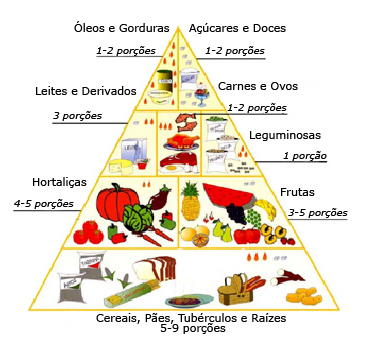 Óleos e Gorduras
1-2 porções
Açúcares e Doces
1-2 porções
Leites e Derivados
3 porções
Carnes e Ovos
1-2 porções
Leguminosas
1 porção
Hortaliças
4-5 porções
Frutas
3-5 porções
Cereais, Pães, Tubérculos e Raízes
5-9 porções